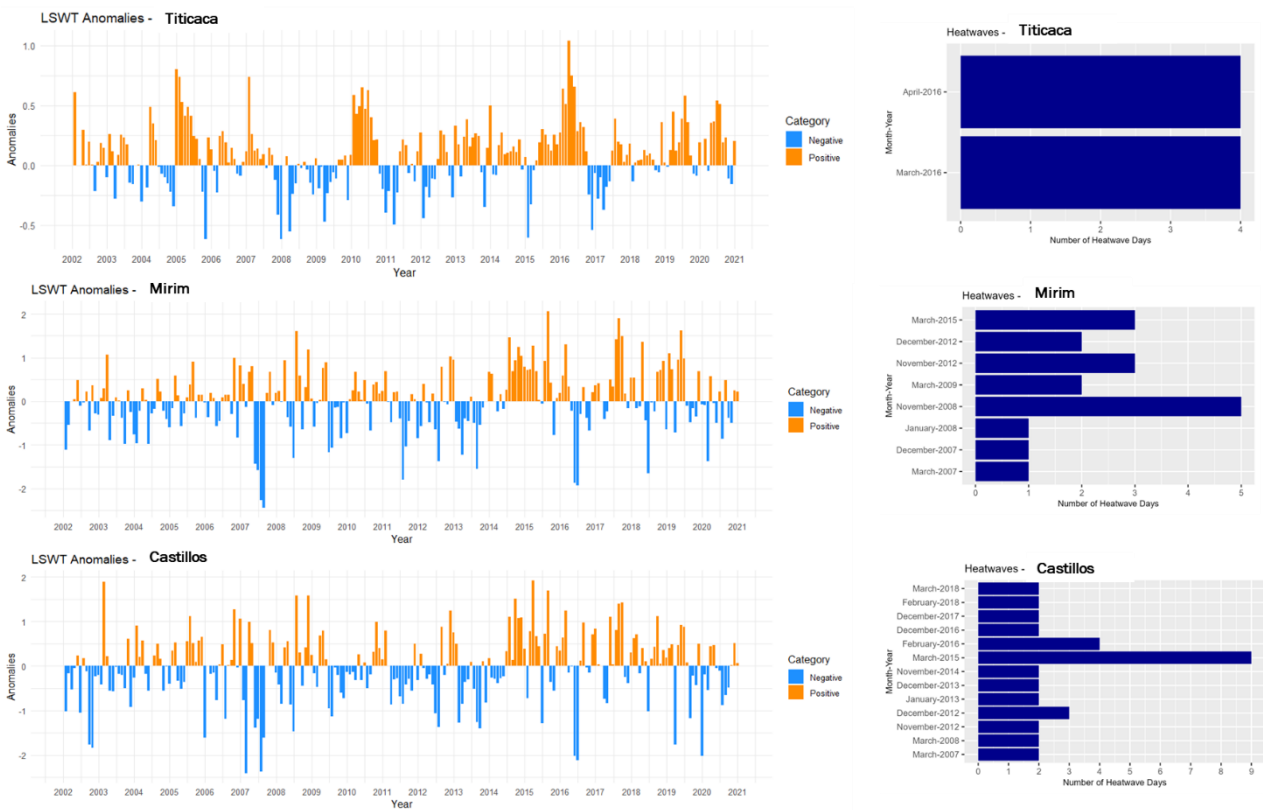 LSWT Anomalies - Titicaca
1.0
0.5
0.0
-0.5
Anomalies
2002 2003 2004 2005 2006 2007 2008 2009 2010 2011 2012 2013 2014 2015 2016 2017 2018 2019 2020 2021
Year
Category
Negative
Positive
Heatwaves - Titicaca
Month-Year
April-2016
March-2016
0 1 2 3 4
Number of Heatwave Days
LSWT Anomalies - Mirim
2
1
0
-1
-2
Anomalies
2002 2003 2004 2005 2006 2007 2008 2009 2010 2011 2012 2013 2014 2015 2016 2017 2018 2019 2020 2021
Year
Category
Negative
Positive
Heatwaves - Mirim
Month-Year
March-2015
December-2012
November-2012
March-2009
November-2008
January-2008
December-2007
March-2007
0 1 2 3 4 5
Number of Heatwave Days
LSWT Anomalies - Castillos
2
1
0
-1
-2
Anomalies
2002 2003 2004 2005 2006 2007 2008 2009 2010 2011 2012 2013 2014 2015 2016 2017 2018 2019 2020 2021
Year
Category
Negative
Positive
Heatwaves - Castillos
Month-Year
March-2018
February-2018
December-2017
December-2016
February-2016
March-2015
November-2014
December-2013
January-2013
December-2012
November-2012
March-2008
March-2007
0 1 2 3 4 5 6 7 8 9
Number of Heatwave Days